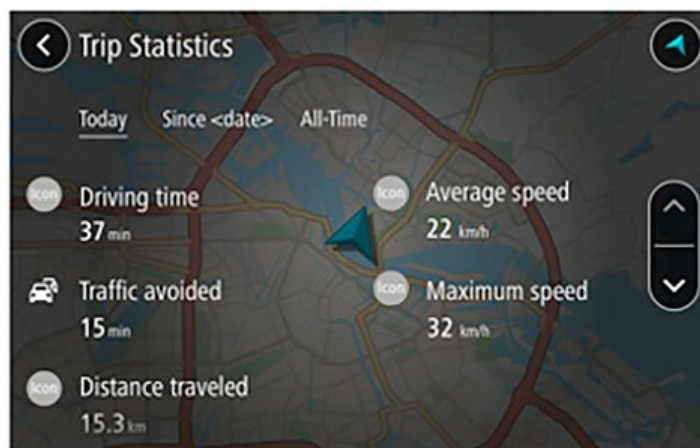 Trip Statistics
Today Since <date> All-Time
Icon Driving time
37 min
Traffic avoided
15 min
Icon Distance traveled
15.3 km
Icon Average speed
22 km/h
Icon Maximum speed
32 km/h